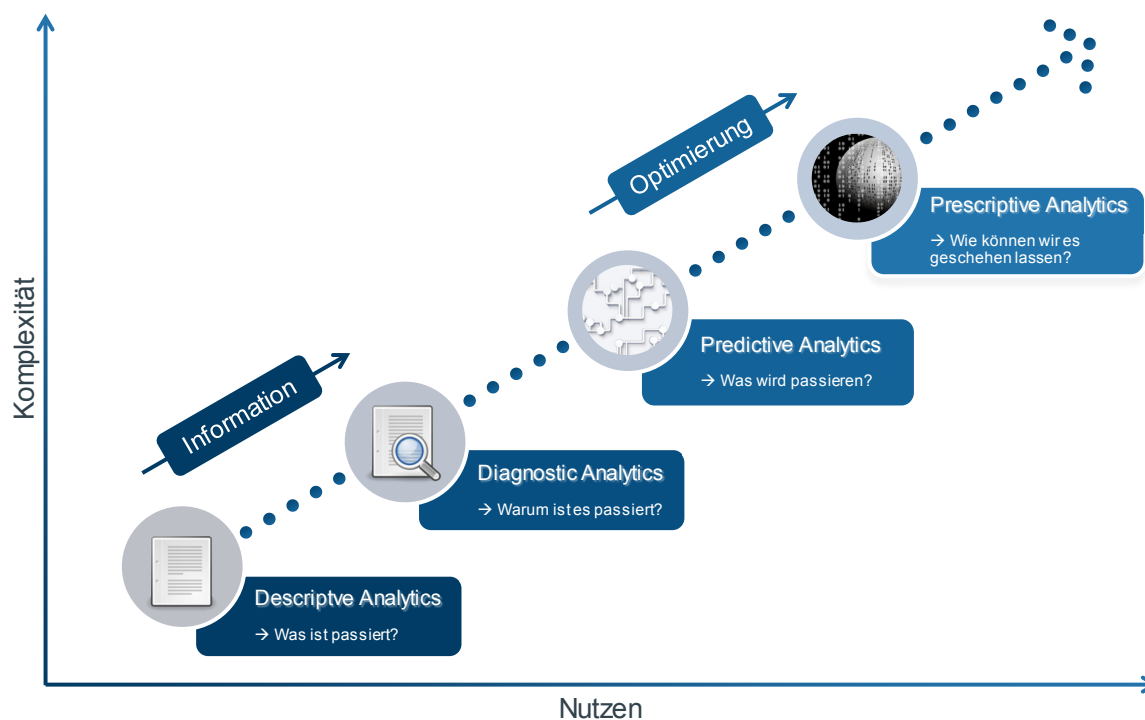 Komplexität
Information
Optimierung
Prescriptive Analytics
→ Wie können wir es
geschehen lassen?
Predictive Analytics
→ Was wird passieren?
Diagnostic Analytics
→ Warum ist es passiert?
Descriptve Analytics
→ Was ist passiert?
Nutzen